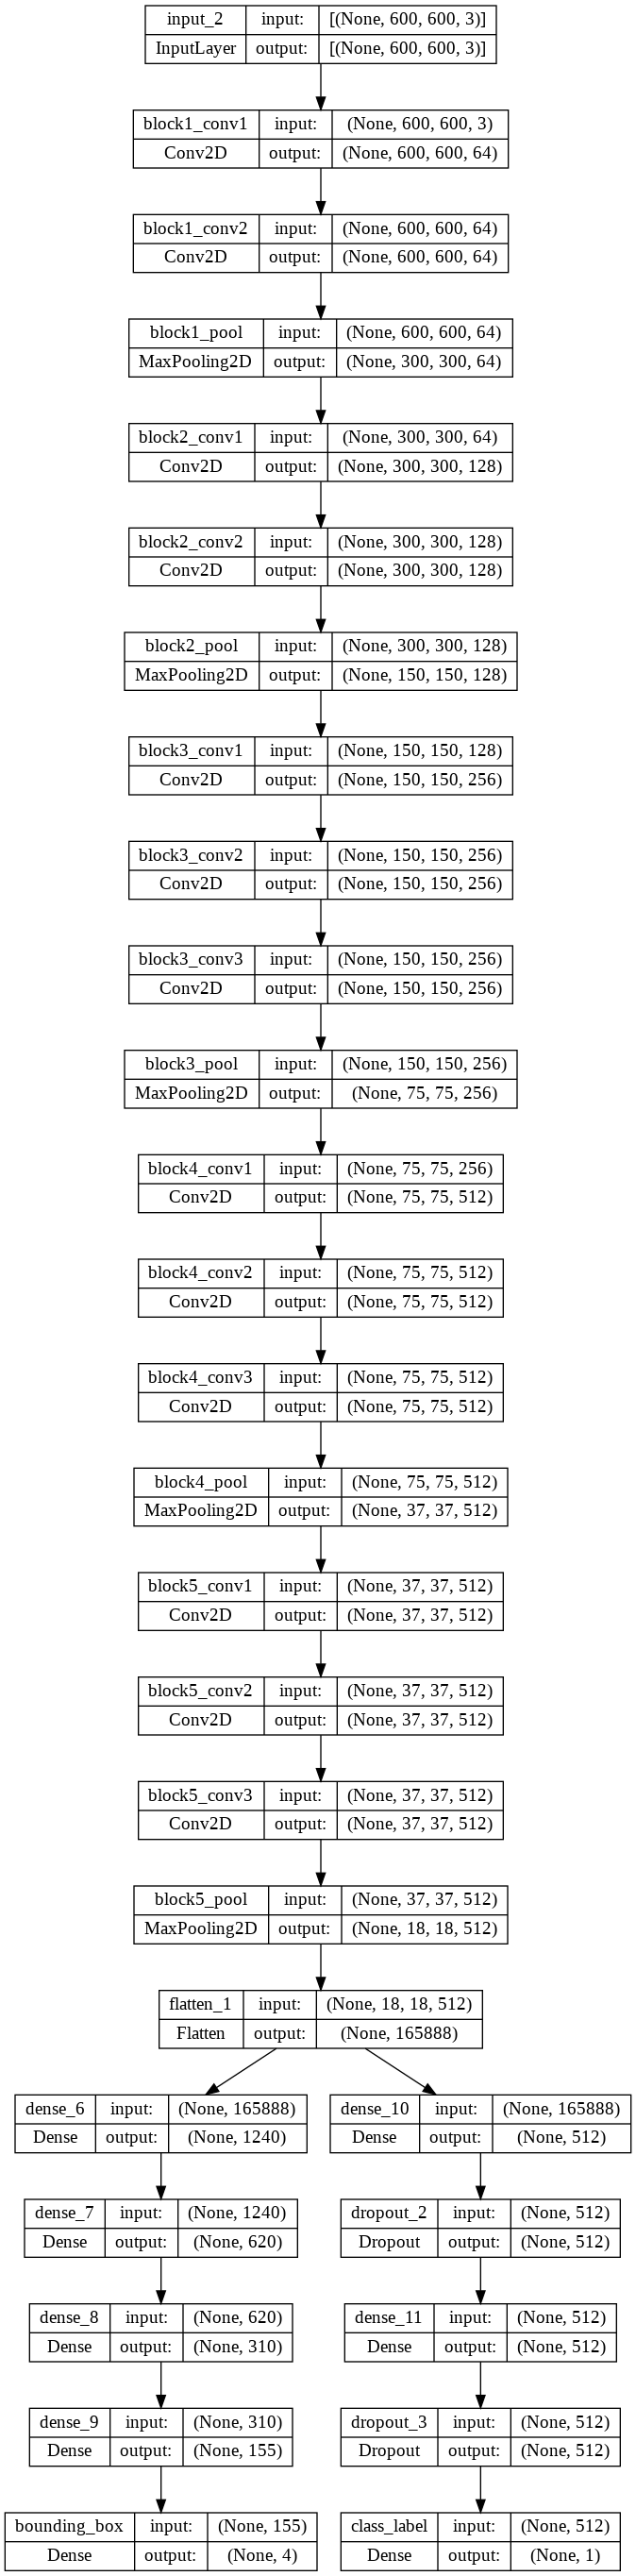 input_2 input: [(None, 600, 600, 3)]
InputLayer output: [(None, 600, 600, 3)]
block1_conv1 input: (None, 600, 600, 3)
Conv2D output: (None, 600, 600, 64)
block1_conv2 input: (None, 600, 600, 64)
Conv2D output: (None, 600, 600, 64)
block1_pool input: (None, 600, 600, 64)
MaxPooling2D output: (None, 300, 300, 64)
block2_conv1 input: (None, 300, 300, 64)
Conv2D output: (None, 300, 300, 128)
block2_conv2 input: (None, 300, 300, 128)
Conv2D output: (None, 300, 300, 128)
block2_pool input: (None, 300, 300, 128)
MaxPooling2D output: (None, 150, 150, 128)
block3_conv1 input: (None, 150, 150, 128)
Conv2D output: (None, 150, 150, 256)
block3_conv2 input: (None, 150, 150, 256)
Conv2D output: (None, 150, 150, 256)
block3_conv3 input: (None, 150, 150, 256)
Conv2D output: (None, 150, 150, 256)
block3_pool input: (None, 150, 150, 256)
MaxPooling2D output: (None, 75, 75, 256)
block4_conv1 input: (None, 75, 75, 256)
Conv2D output: (None, 75, 75, 512)
block4_conv2 input: (None, 75, 75, 512)
Conv2D output: (None, 75, 75, 512)
block4_conv3 input: (None, 75, 75, 512)
Conv2D output: (None, 75, 75, 512)
block4_pool input: (None, 75, 75, 512)
MaxPooling2D output: (None, 37, 37, 512)
block5_conv1 input: (None, 37, 37, 512)
Conv2D output: (None, 37, 37, 512)
block5_conv2 input: (None, 37, 37, 512)
Conv2D output: (None, 37, 37, 512)
block5_conv3 input: (None, 37, 37, 512)
Conv2D output: (None, 37, 37, 512)
block5_pool input: (None, 37, 37, 512)
MaxPooling2D output: (None, 18, 18, 512)
flatten_1 input: (None, 18, 18, 512)
Flatten output: (None, 165888)
dense_6 input: (None, 165888)
Dense output: (None, 1240)
dense_7 input: (None, 1240)
Dense output: (None, 620)
dense_8 input: (None, 620)
Dense output: (None, 310)
dense_9 input: (None, 310)
Dense output: (None, 155)
bounding_box input: (None, 155)
Dense output: (None, 4)
dense_10 input: (None, 165888)
Dense output: (None, 512)
dropout_2 input: (None, 512)
Dropout output: (None, 512)
dense_11 input: (None, 512)
Dense output: (None, 512)
dropout_3 input: (None, 512)
Dropout output: (None, 512)
class_label input: (None, 512)
Dense output: (None, 1)